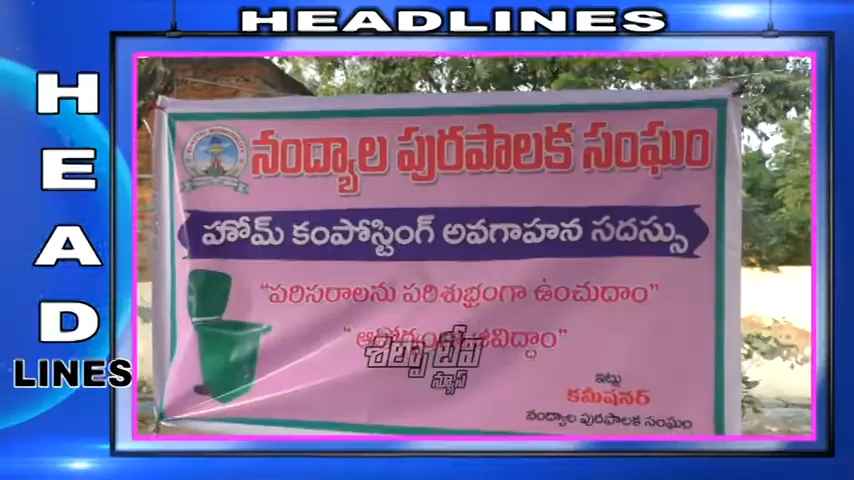 HEADLINES
HEAD
LINES
నంద్యాల పురపాలక సంఘం
హోమ్ కంపోస్టింగ్ అవగాహన సదస్సు
"పరిసరాలను పరిశుభ్రంగా ఉంచుదాం"
న్యూస్
ఇట్లు
కమీషనర్
నంద్యాల పురపాలక సంఘం